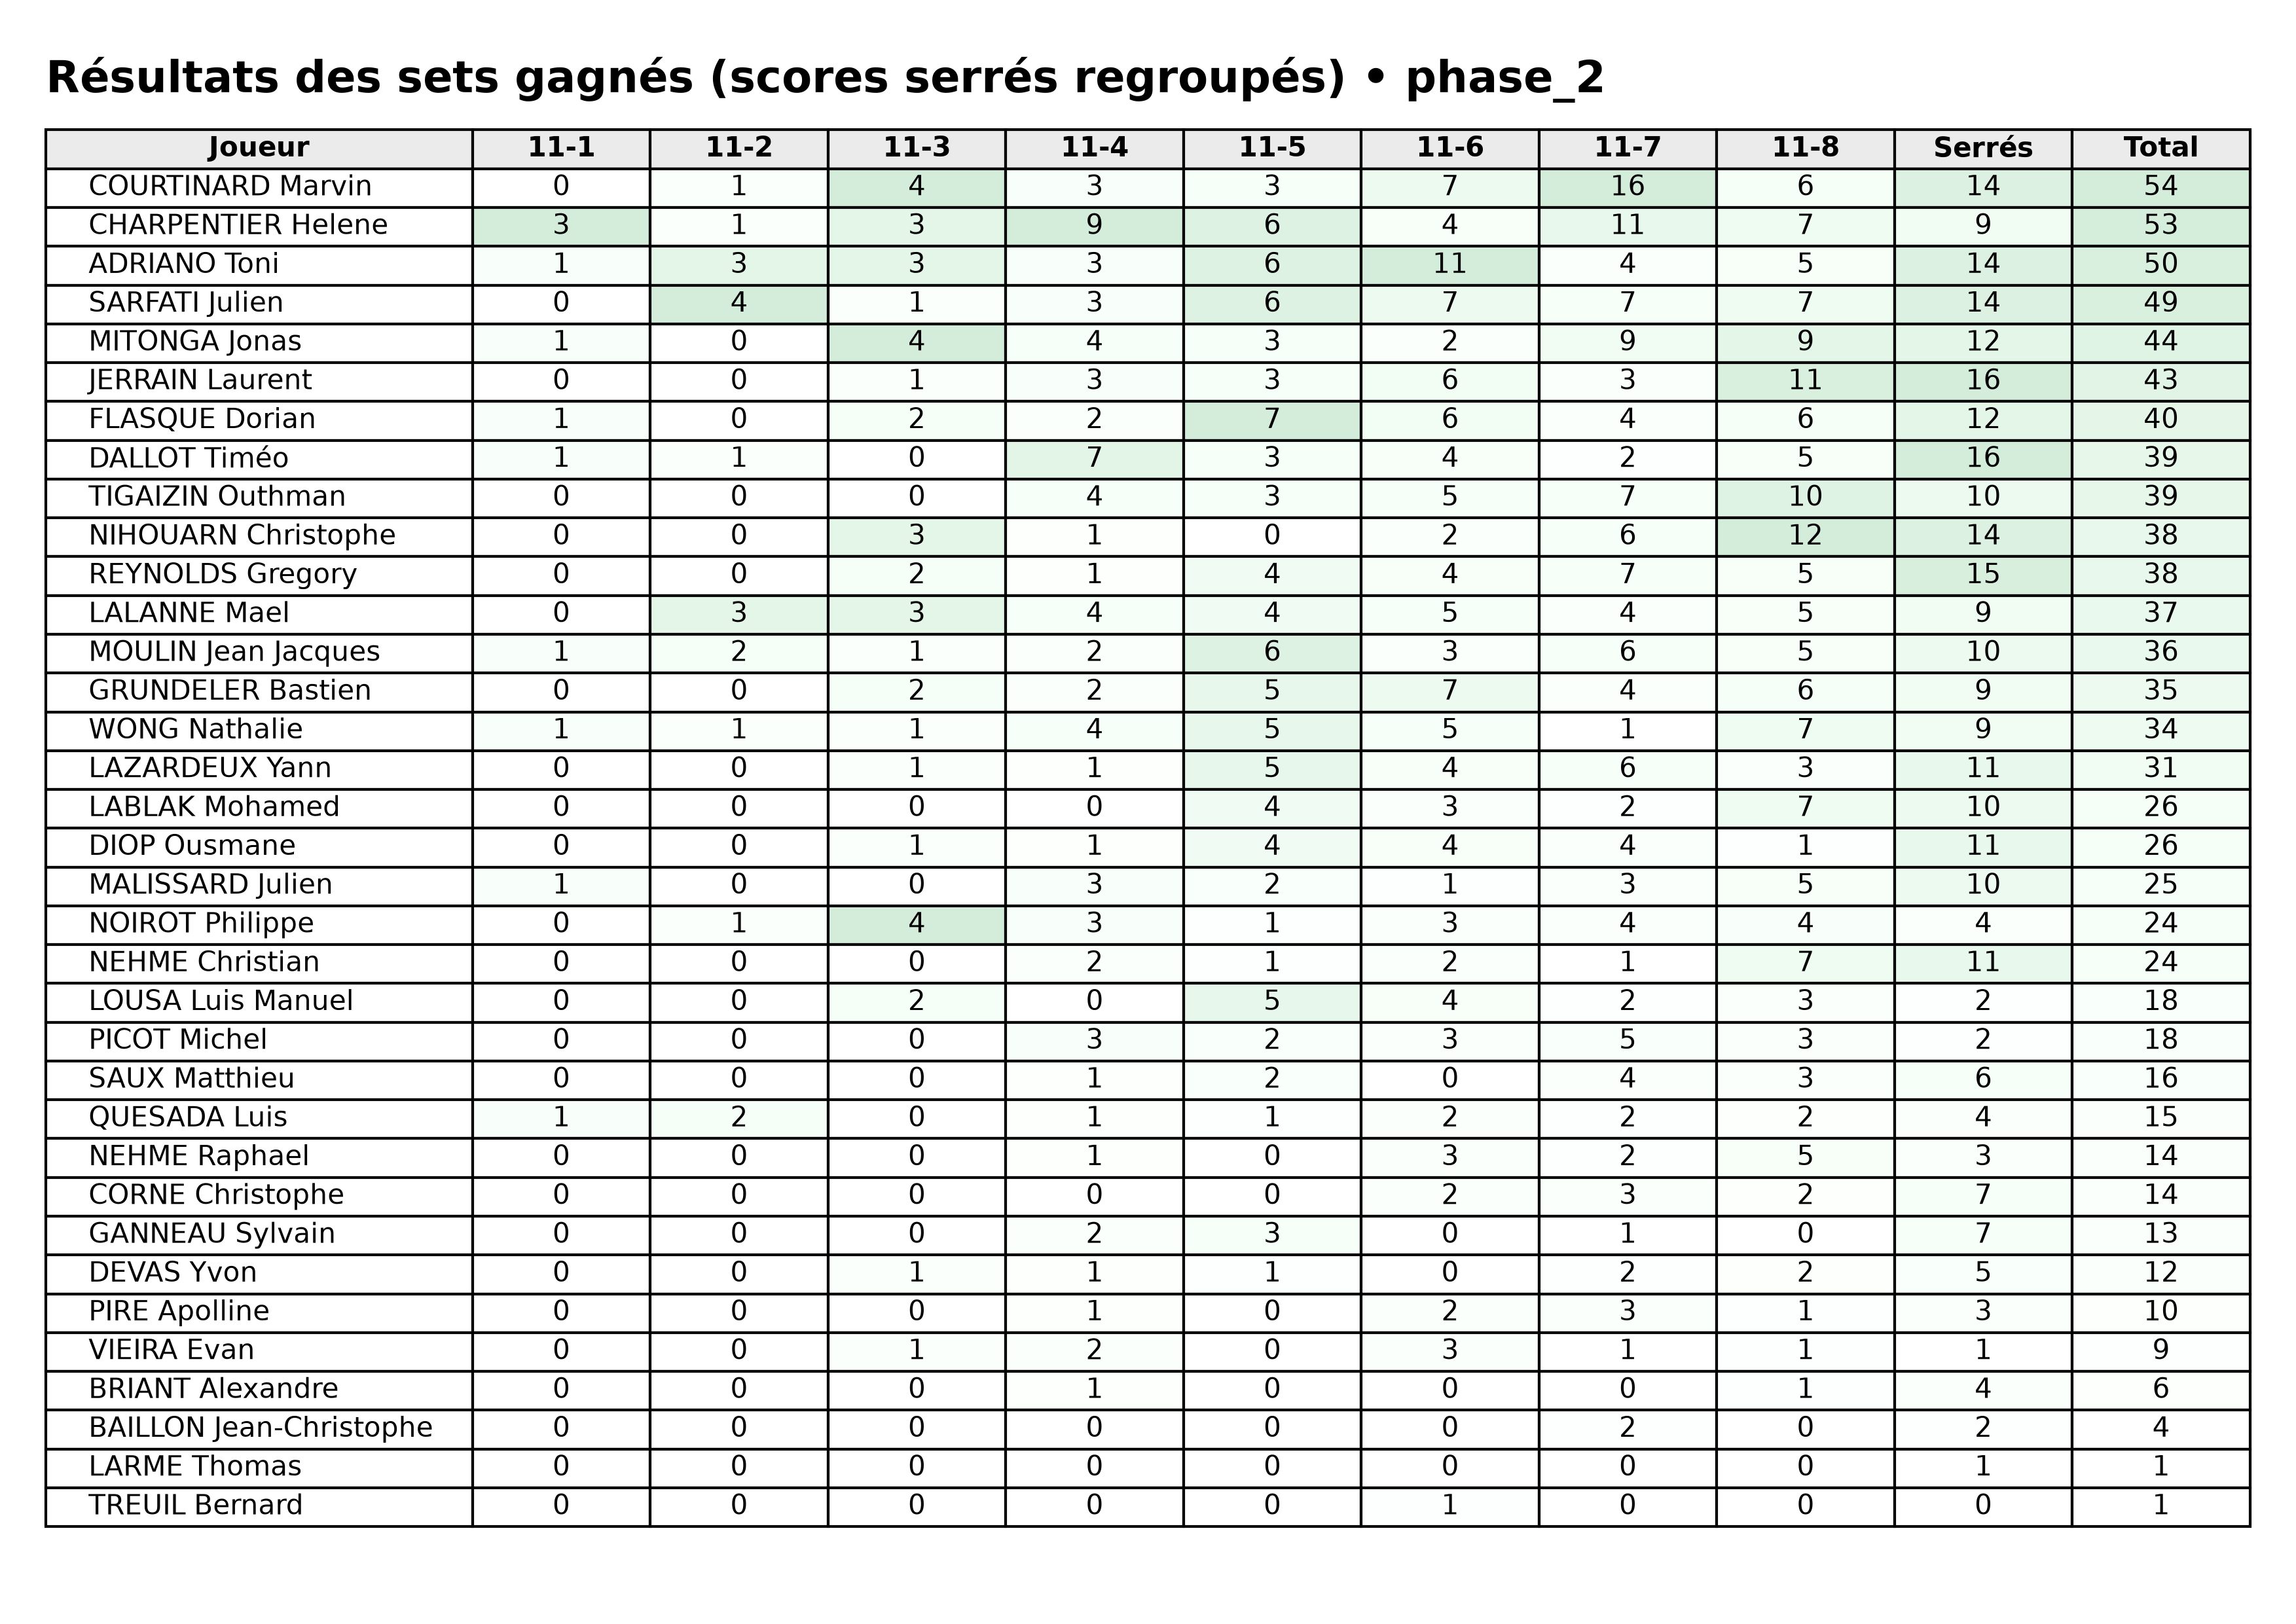 Résultats des sets gagnés (scores serrés regroupés) • phase_2
Joueur 11-1 11-2 11-3 11-4 11-5 11-6 11-7 11-8 Serrés Total
COURTINARD Marvin 0 1 4 3 3 7 16 6 14 54
CHARPENTIER Helene 3 1 3 9 6 4 11 7 9 53
ADRIANO Toni 1 3 3 3 6 11 4 5 14 50
SARFATI Julien 0 4 1 3 6 7 7 7 14 49
MITONGA Jonas 1 0 4 4 3 2 9 9 12 44
JERRAIN Laurent 0 0 1 3 3 6 3 11 16 43
FLASQUE Dorian 1 0 2 2 7 6 4 6 12 40
DALLOT Timéo 1 1 0 7 3 4 2 5 16 39
TIGAIZIN Outhman 0 0 0 4 3 5 7 10 10 39
NIHOUARN Christophe 0 0 3 1 0 2 6 12 14 38
REYNOLDS Gregory 0 0 2 1 4 4 7 5 15 38
LALANNE Mael 0 3 3 4 4 5 4 5 9 37
MOULIN Jean Jacques 1 2 1 2 6 3 6 5 10 36
GRUNDELER Bastien 0 0 2 2 5 7 4 6 9 35
WONG Nathalie 1 1 1 4 5 5 1 7 9 34
LAZARDEUX Yann 0 0 1 1 5 4 6 3 11 31
LABLAK Mohamed 0 0 0 0 4 3 2 7 10 26
DIOP Ousmane 0 0 1 1 4 4 4 1 11 26
MALISSARD Julien 1 0 0 3 2 1 3 5 10 25
NOIROT Philippe 0 1 4 3 1 3 4 4 4 24
NEHME Christian 0 0 0 2 1 2 1 7 11 24
LOUSA Luis Manuel 0 0 2 0 5 4 2 3 2 18
PICOT Michel 0 0 0 3 2 3 5 3 2 18
SAUX Matthieu 0 0 0 1 2 0 4 3 6 16
QUESADA Luis 1 2 0 1 1 2 2 2 4 15
NEHME Raphael 0 0 0 1 0 3 2 5 3 14
CORNE Christophe 0 0 0 0 0 2 3 2 7 14
GANNEAU Sylvain 0 0 0 2 3 0 1 0 7 13
DEVAS Yvon 0 0 1 1 1 0 2 2 5 12
PIRE Apolline 0 0 0 1 0 2 3 1 3 10
VIEIRA Evan 0 0 1 2 0 3 1 1 1 9
BRIANT Alexandre 0 0 0 1 0 0 0 1 4 6
BAILLON Jean-Christophe 0 0 0 0 0 0 2 0 2 4
LARME Thomas 0 0 0 0 0 0 0 0 1 1
TREUIL Bernard 0 0 0 0 0 1 0 0 0 1